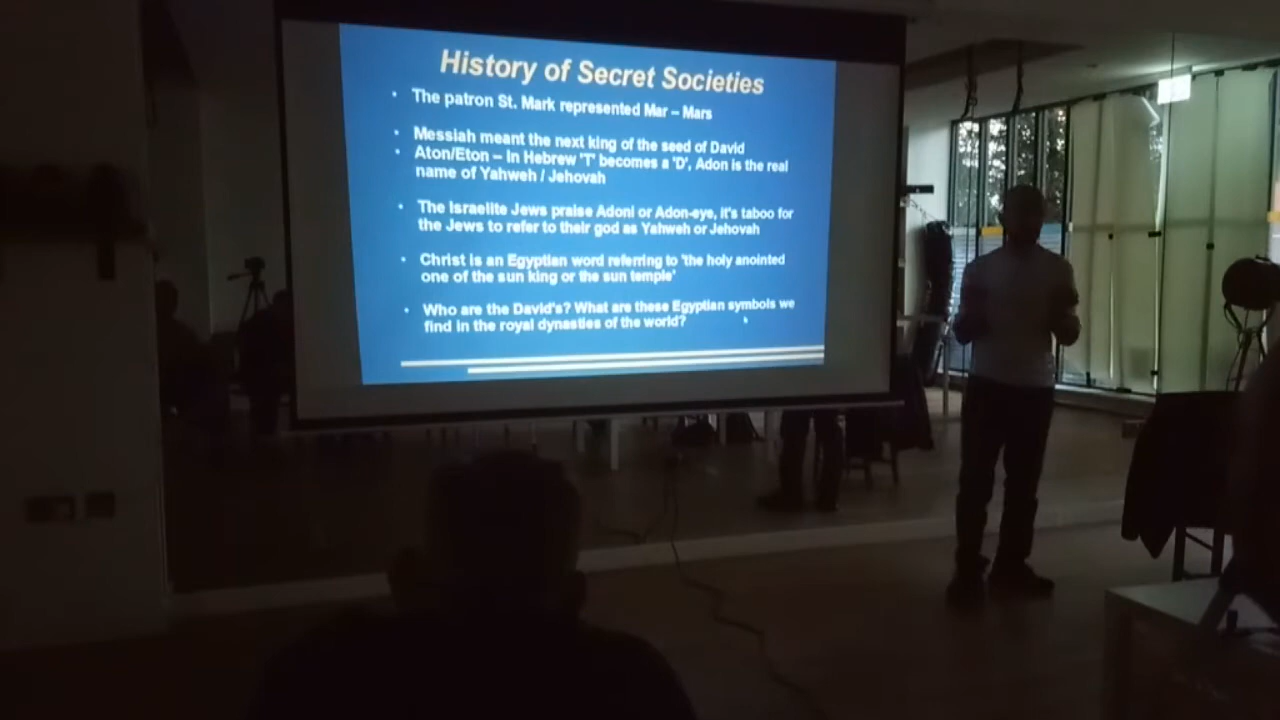 History of Secret Societies
• The patron St. Mark represented Mar – Mars
• Messiah meant the next king of the seed of David
• Aton/Eton – In Hebrew 'T' becomes a 'D', Adon is the real
name of Yahweh / Jehovah
• The Israelite Jews praise Adoni or Adon-eye, it's taboo for
the Jews to refer to their god as Yahweh or Jehovah
• Christ is an Egyptian word referring to 'the holy anointed
one of the sun king or the sun temple'
• Who are the David's? What are these Egyptian symbols we
find in the royal dynasties of the world?